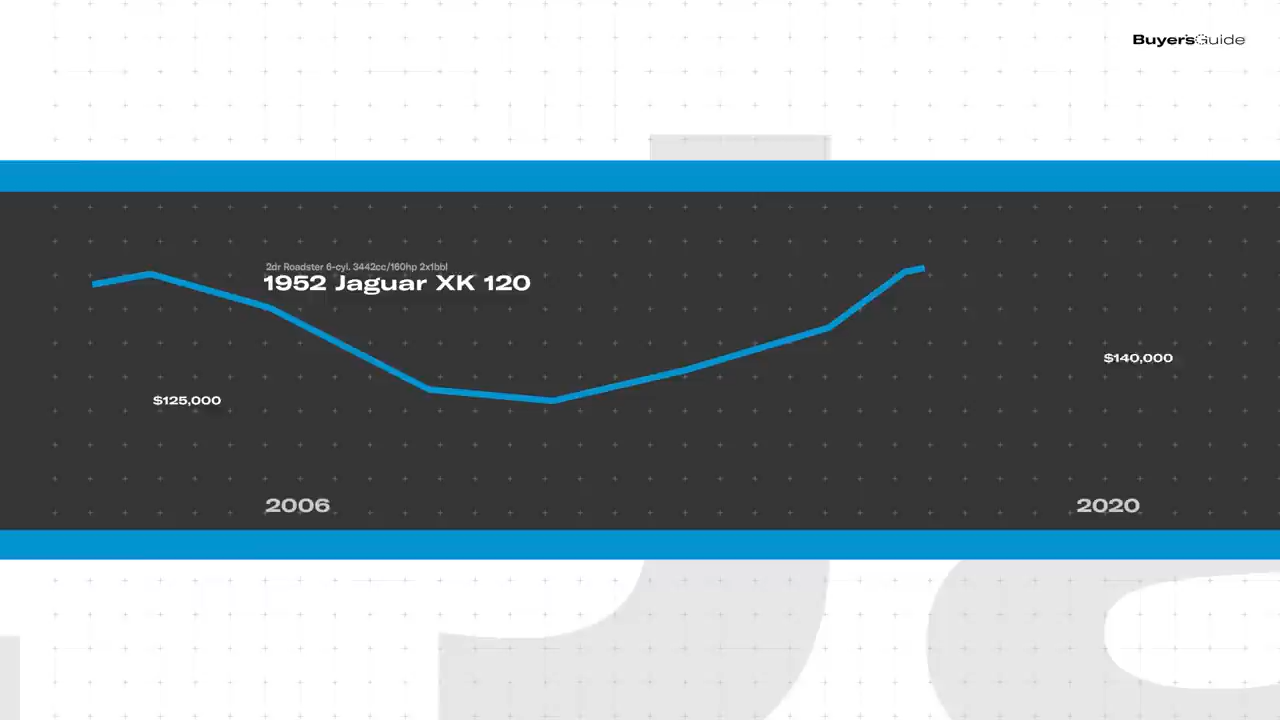 Buyer'sGuide
2dr Roadster 6-cyl. 3442cc/160hp 2x1bbl
1952 Jaguar XK 120
$140,000
$125,000
2006
2020